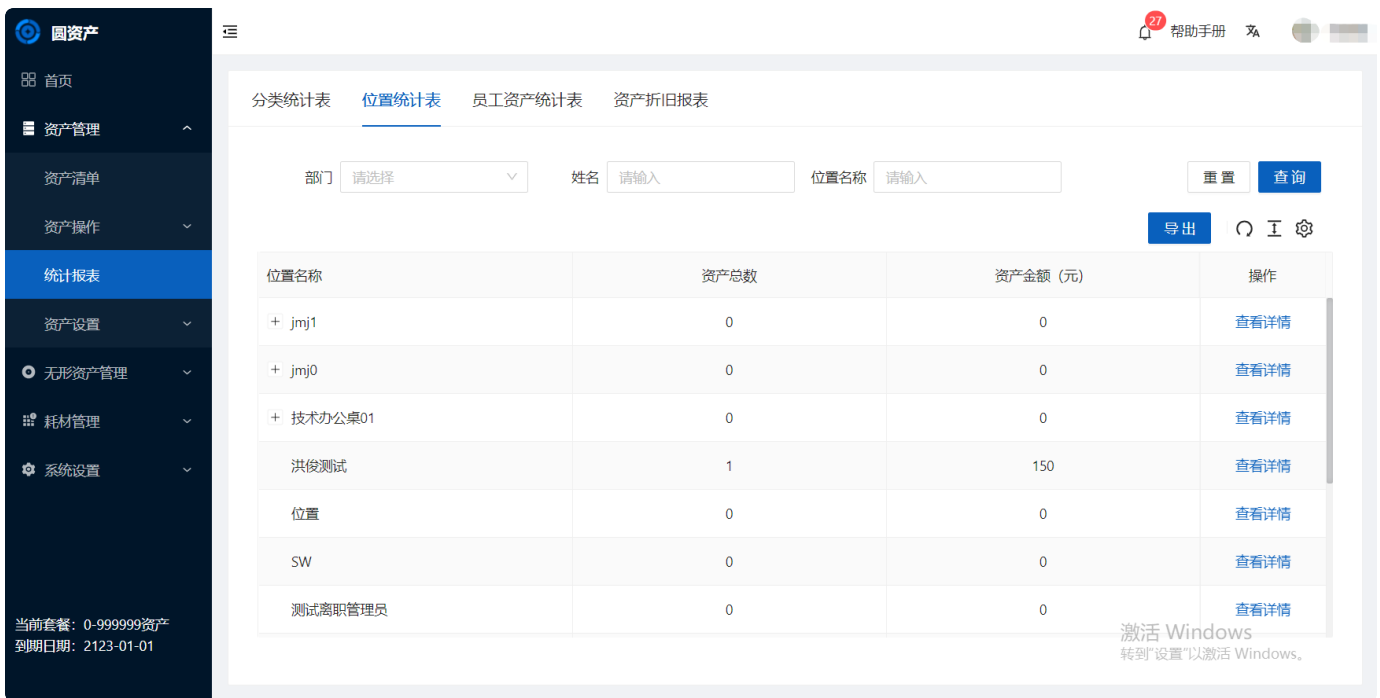 圆资产
27
帮助手册
首页
资产管理
资产清单
资产操作
统计报表
资产设置
无形资产管理
耗材管理
系统设置
当前套餐：0-999999资产
到期日期：2123-01-01
分类统计表 位置统计表 员工资产统计表 资产折旧报表
部门 请选择 姓名 请输入 位置名称 请输入 重置 查询
导出
位置名称 资产总数 资产金额（元） 操作
+ jmj1 0 0 查看详情
+ jmj0 0 0 查看详情
+ 技术办公桌01 0 0 查看详情
洪俊测试 1 150 查看详情
位置 0 0 查看详情
SW 0 0 查看详情
测试离职管理员 0 0 查看详情
激活 Windows
转到"设置"以激活 Windows。